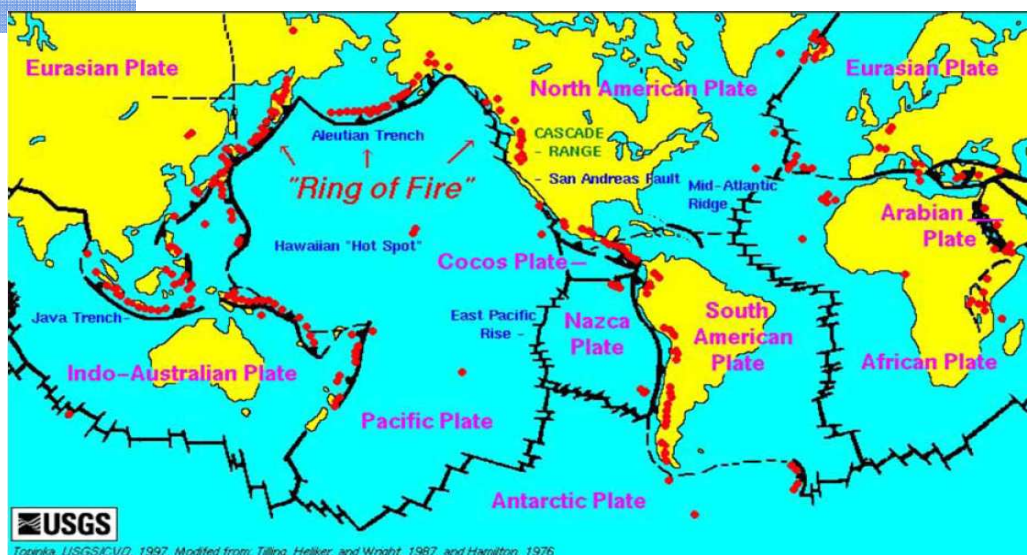 Eurasian Plate
North American Plate
Eurasian Plate
Aleutian Trench
CASCADE
- RANGE
"Ring of Fire"
- San Andreas Fault
Mid-Atlantic
Ridge
Arabian
Plate
Hawaiian "Hot Spot"
Cocos Plate
Java Trench-
East Pacific
Rise -
Nazca
Plate
South
American
Plate
Indo-Australian Plate
African Plate
Pacific Plate
Antarctic Plate
USGS
Topinka, USGS/CVO, 1997, Modified from: Tilling, Heliker, and Wright, 1987, and Hamilton, 1976